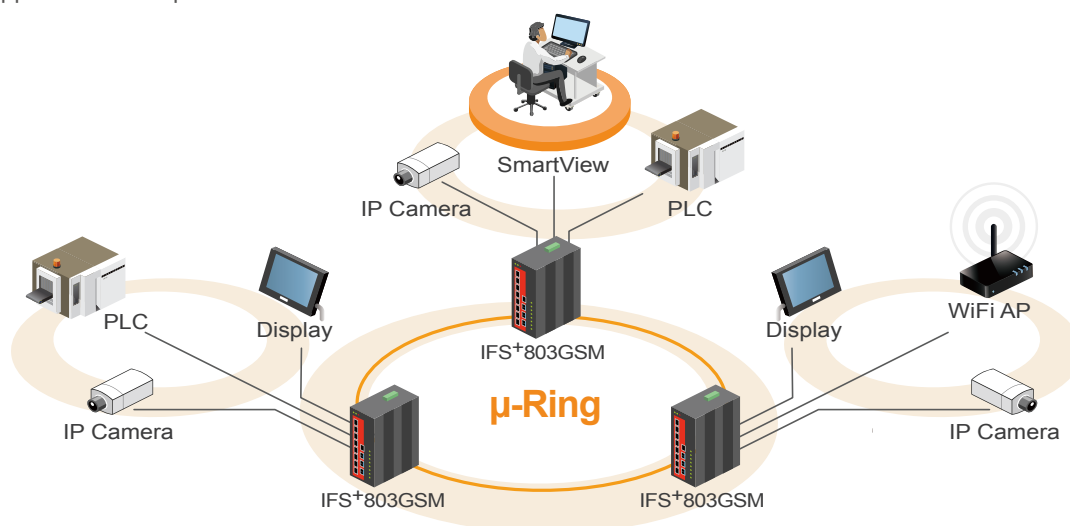 SmartView
IP Camera
PLC
PLC
Display
IFS+803GSM
Display
WiFi AP
µ-Ring
IP Camera
IP Camera
IFS+803GSM
IFS+803GSM